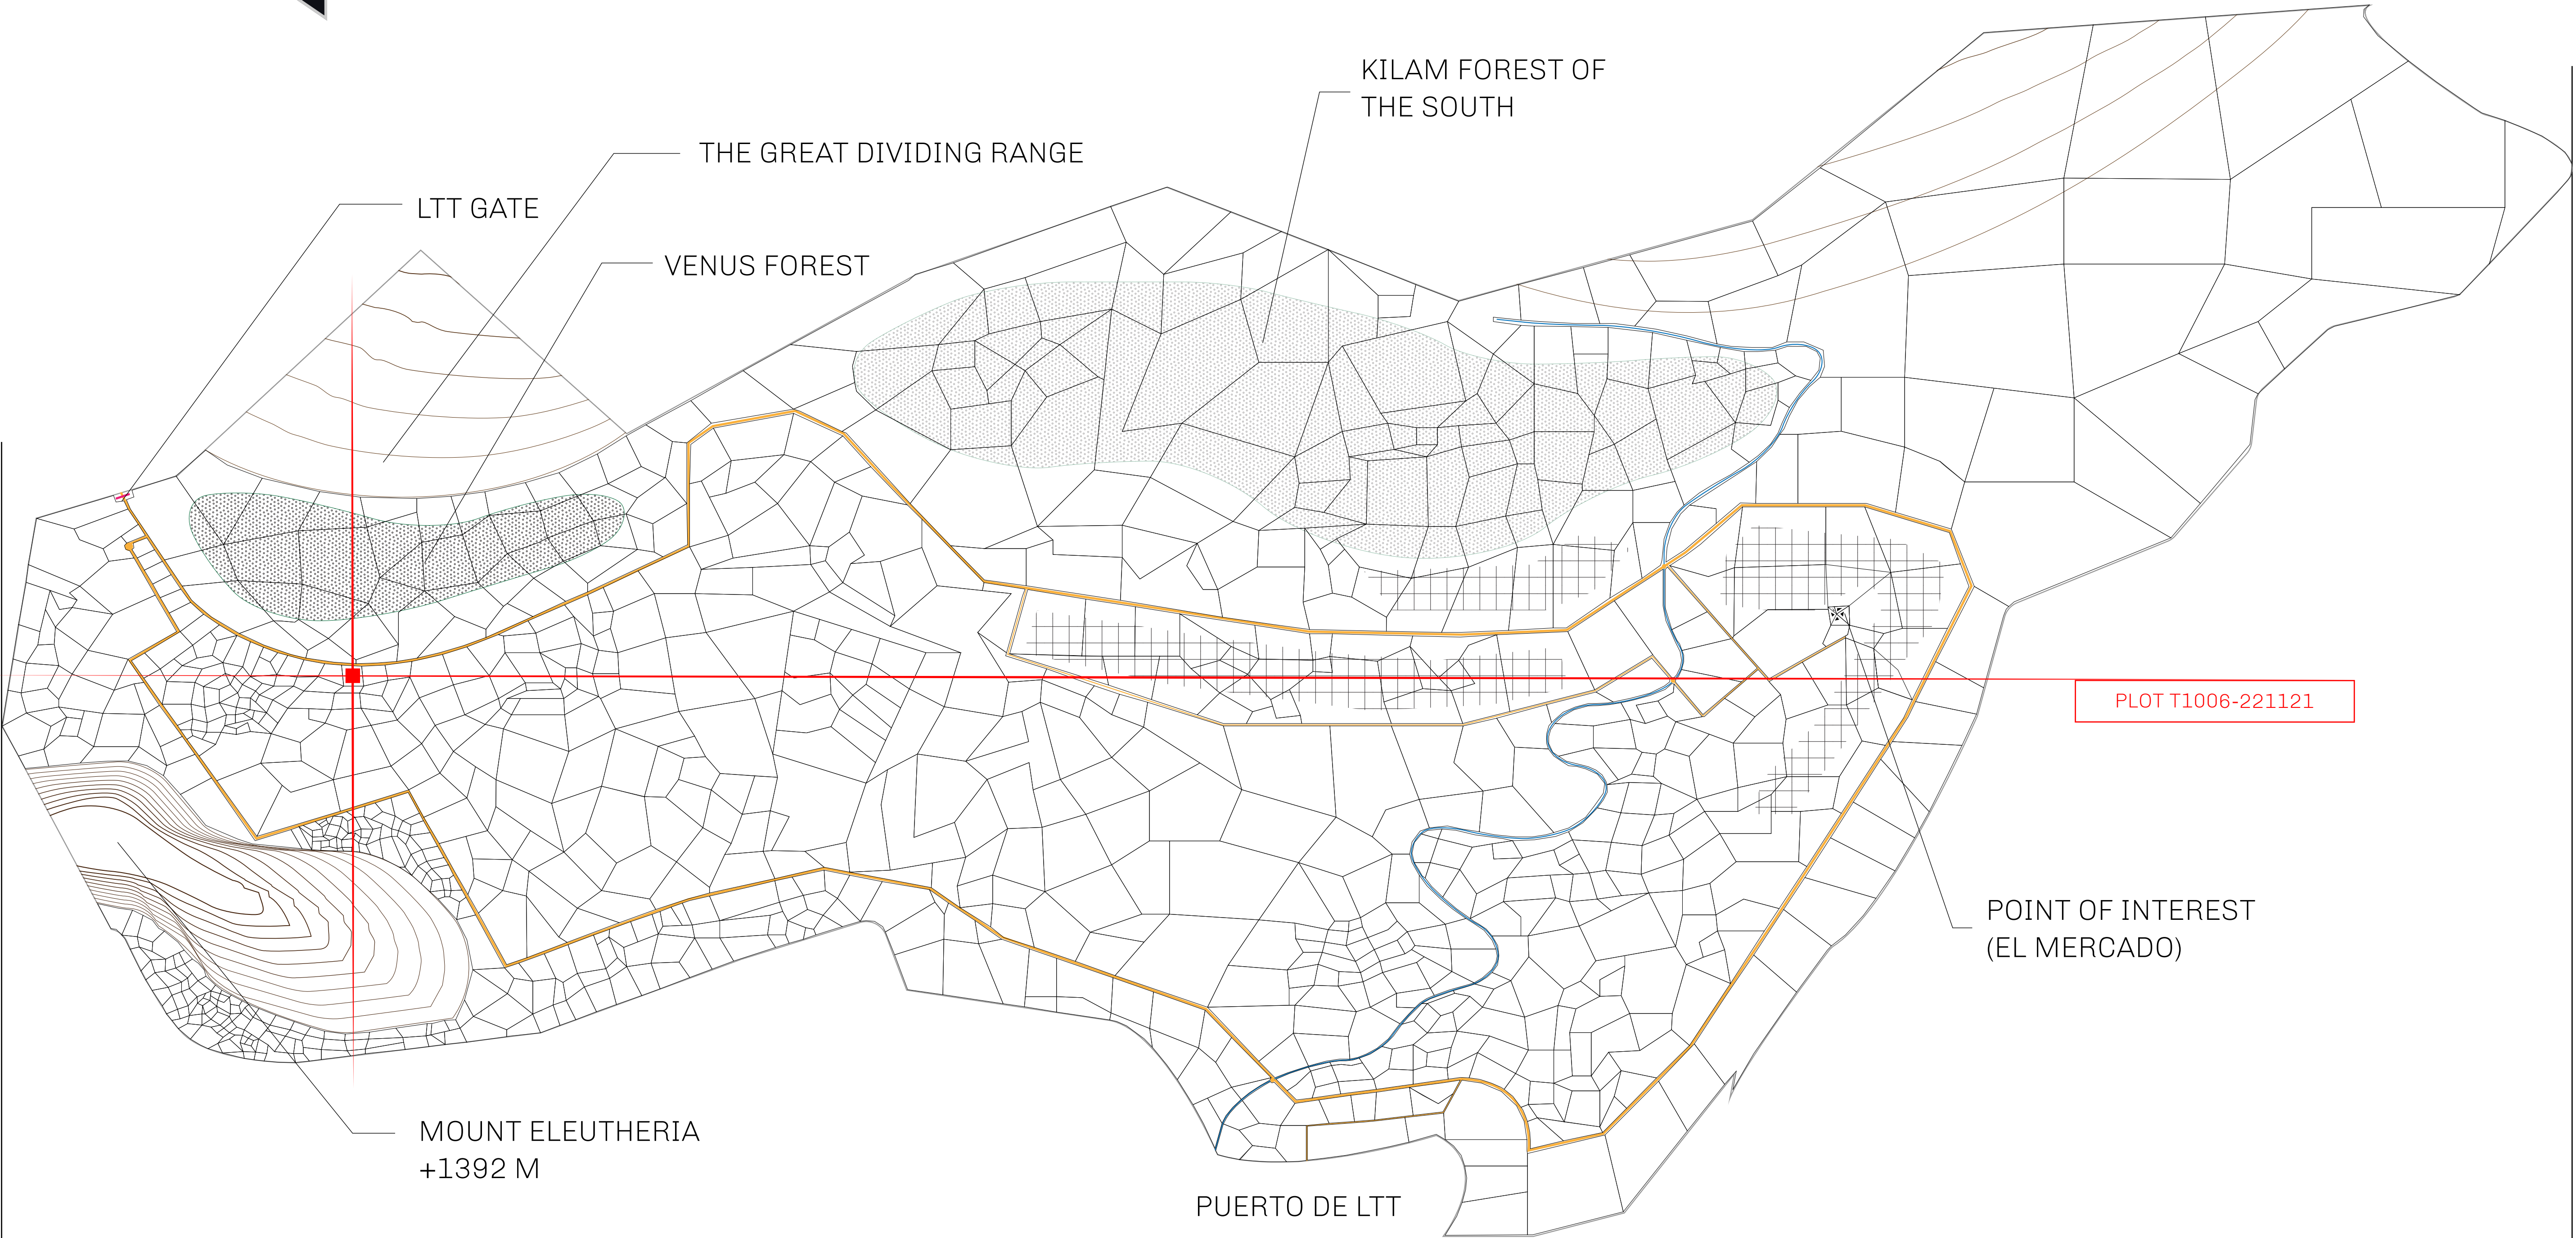 KILAM FOREST OF
THE SOUTH
THE GREAT DIVIDING RANGE
LTT GATE
VENUS FOREST
PLOT T1006-221121
POINT OF INTEREST
(EL MERCADO)
MOUNT ELEUTHERIA
+1392 M
PUERTO DE LTT